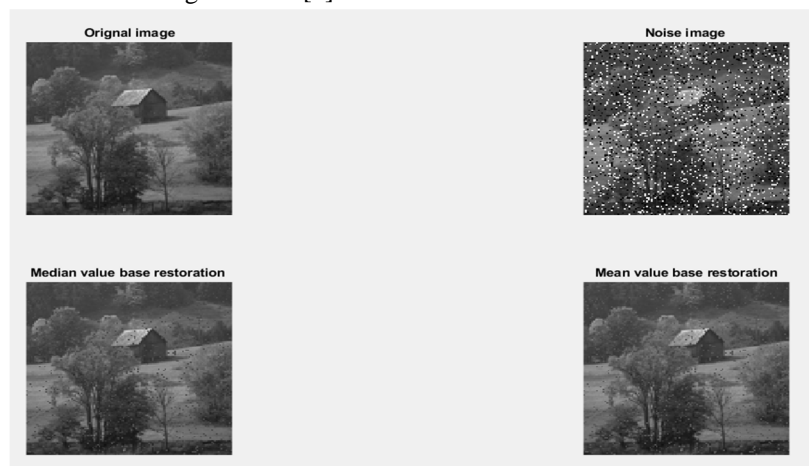 Orignal image
Noise image
Median value base restoration
Mean value base restoration